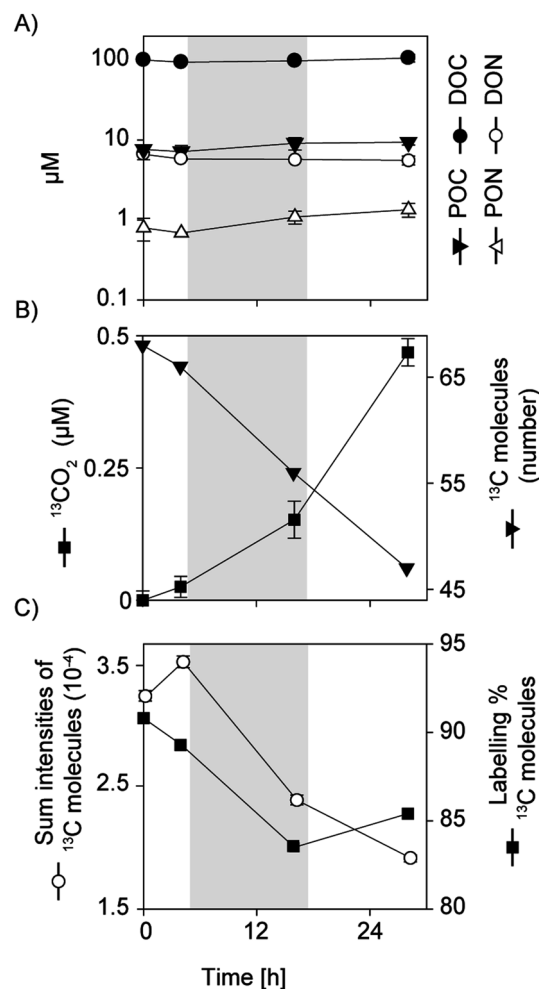 A)
100
10
1
0.1
µM
DOC
DON
POC
PON
B)
0.5
0.25
0
¹³CO₂
(µM)
65
55
45
¹³C molecules
(number)
C)
3.5
2.5
1.5
Sum intensities of
¹³C molecules (10⁻⁴)
95
90
85
80
Labelling %
¹³C molecules
0
12
24
Time [h]